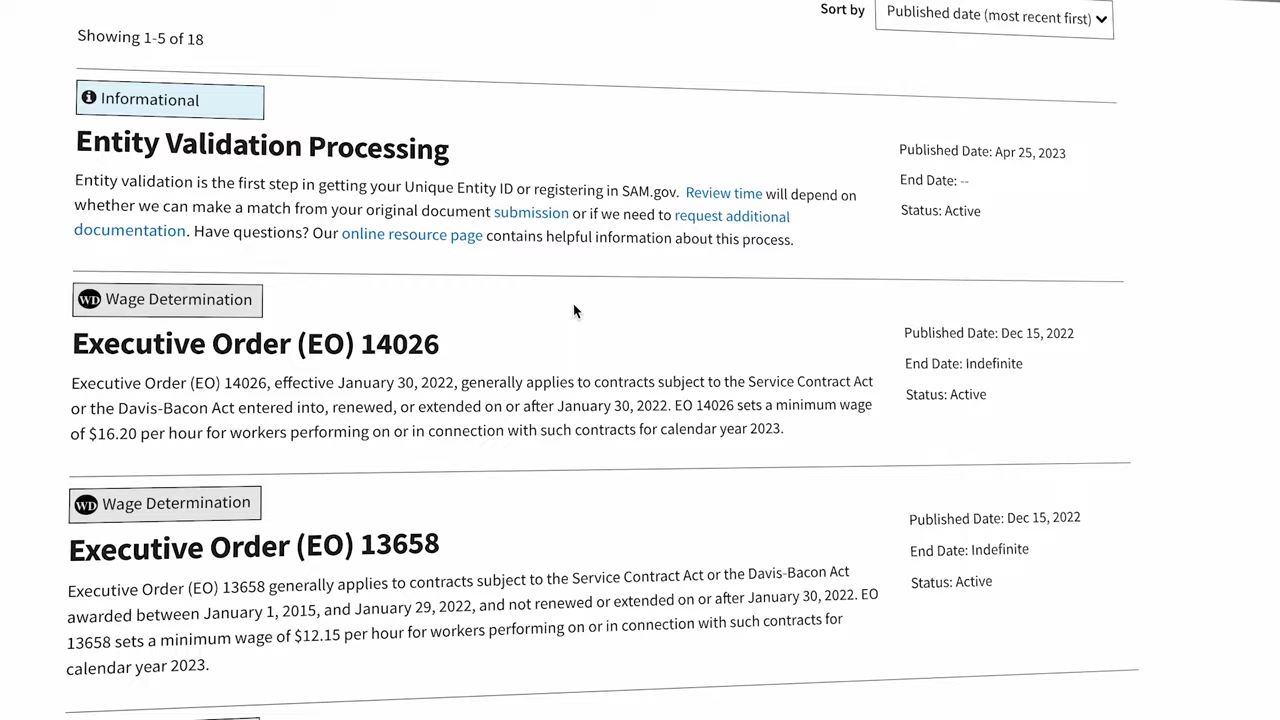 Sort by Published date (most recent first)
Showing 1-5 of 18
Informational
Entity Validation Processing
Entity validation is the first step in getting your Unique Entity ID or registering in SAM.gov. Review time will depend on
whether we can make a match from your original document submission or if we need to request additional
documentation. Have questions? Our online resource page contains helpful information about this process.
Published Date: Apr 25, 2023
End Date: --
Status: Active
WD Wage Determination
Executive Order (EO) 14026
Executive Order (EO) 14026, effective January 30, 2022, generally applies to contracts subject to the Service Contract Act
or the Davis-Bacon Act entered into, renewed, or extended on or after January 30, 2022. EO 14026 sets a minimum wage
of $16.20 per hour for workers performing on or in connection with such contracts for calendar year 2023.
Published Date: Dec 15, 2022
End Date: Indefinite
Status: Active
WD Wage Determination
Executive Order (EO) 13658
Executive Order (EO) 13658 generally applies to contracts subject to the Service Contract Act or the Davis-Bacon Act
awarded between January 1, 2015, and January 29, 2022, and not renewed or extended on or after January 30, 2022. EO
13658 sets a minimum wage of $12.15 per hour for workers performing on or in connection with such contracts for
calendar year 2023.
Published Date: Dec 15, 2022
End Date: Indefinite
Status: Active